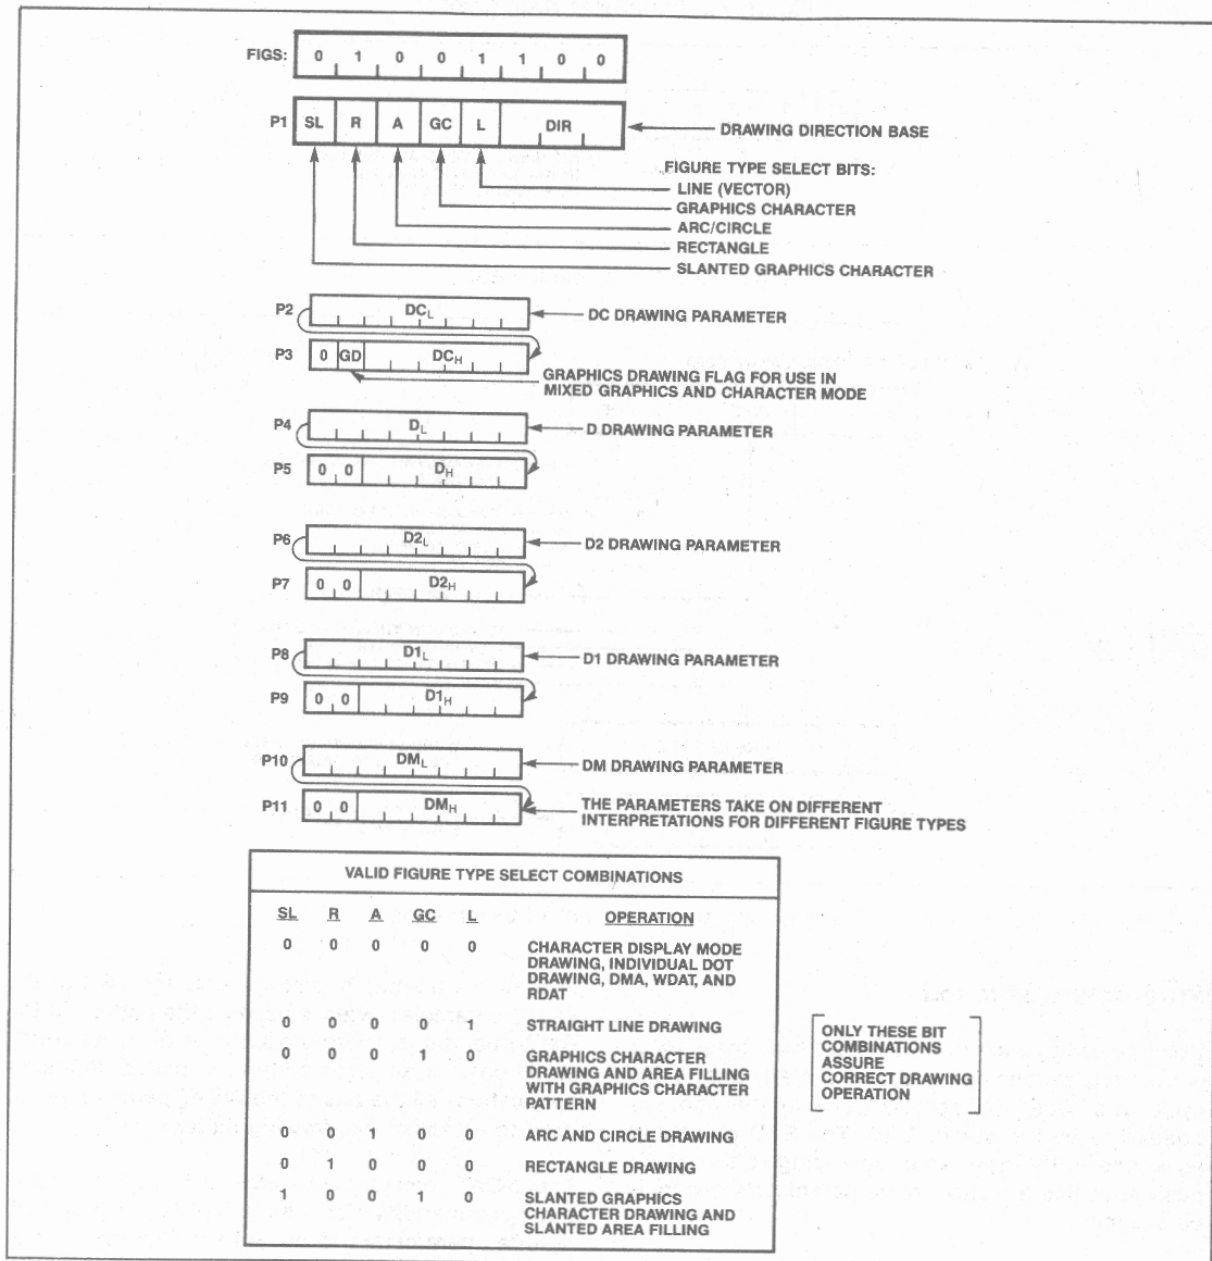 FIGS: 0 1 0 0 1 1 0 0
P1 SL R A GC L DIR DRAWING DIRECTION BASE
FIGURE TYPE SELECT BITS:
LINE (VECTOR)
GRAPHICS CHARACTER
ARC/CIRCLE
RECTANGLE
SLANTED GRAPHICS CHARACTER
P2 DCL DC DRAWING PARAMETER
P3 0 GD DCH
GRAPHICS DRAWING FLAG FOR USE IN
MIXED GRAPHICS AND CHARACTER MODE
P4 DL D DRAWING PARAMETER
P5 0 0 DH
P6 D2L D2 DRAWING PARAMETER
P7 0 0 D2H
P8 D1L D1 DRAWING PARAMETER
P9 0 0 D1H
P10 DML DM DRAWING PARAMETER
P11 0 0 DMH THE PARAMETERS TAKE ON DIFFERENT
INTERPRETATIONS FOR DIFFERENT FIGURE TYPES
VALID FIGURE TYPE SELECT COMBINATIONS
SL R A GC L OPERATION
0 0 0 0 0 CHARACTER DISPLAY MODE
DRAWING, INDIVIDUAL DOT
DRAWING, DMA, WDAT, AND
RDAT
0 0 0 0 1 STRAIGHT LINE DRAWING
0 0 0 1 0 GRAPHICS CHARACTER
DRAWING AND AREA FILLING
WITH GRAPHICS CHARACTER
PATTERN
0 0 1 0 0 ARC AND CIRCLE DRAWING
0 1 0 0 0 RECTANGLE DRAWING
1 0 0 1 0 SLANTED GRAPHICS
CHARACTER DRAWING AND
SLANTED AREA FILLING
ONLY THESE BIT
COMBINATIONS
ASSURE
CORRECT DRAWING
OPERATION